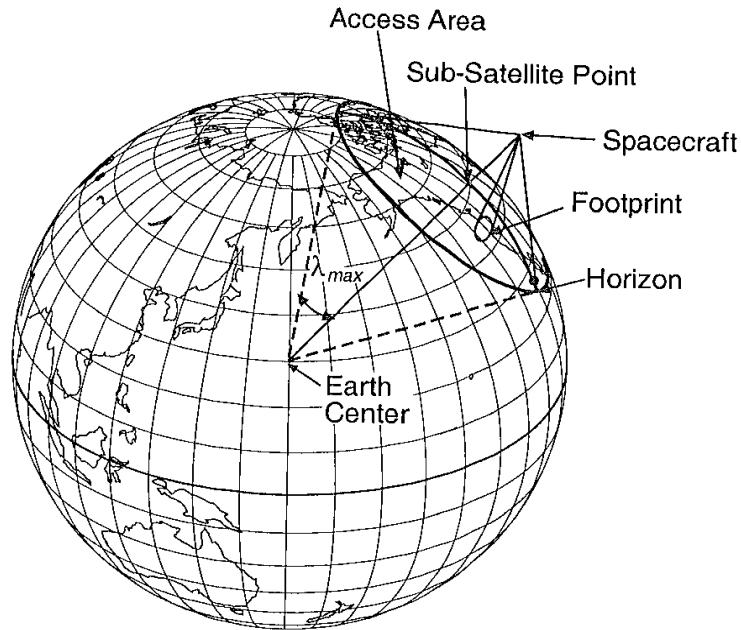 Access Area
Sub-Satellite Point
Spacecraft
Footprint
λmax
Horizon
Earth
Center